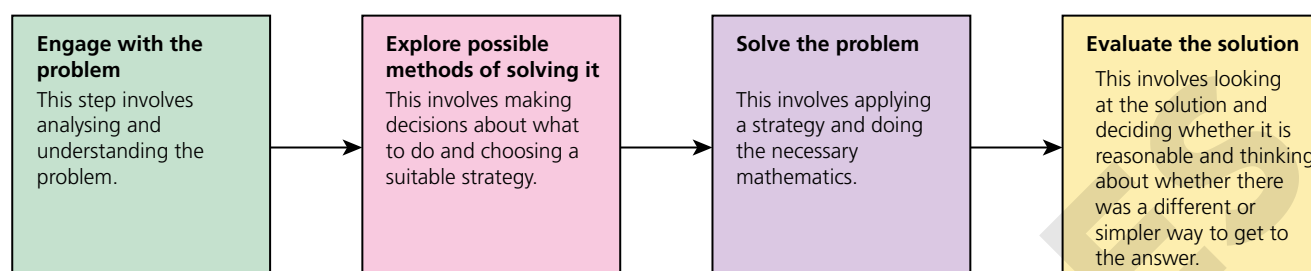 Engage with the
problem
This step involves
analysing and
understanding the
problem.
Explore possible
methods of solving it
This involves making
decisions about what
to do and choosing a
suitable strategy.
Solve the problem
This involves applying
a strategy and doing
the necessary
mathematics.
Evaluate the solution
This involves looking
at the solution and
deciding whether it is
reasonable and thinking
about whether there
was a different or
simpler way to get to
the answer.
ES